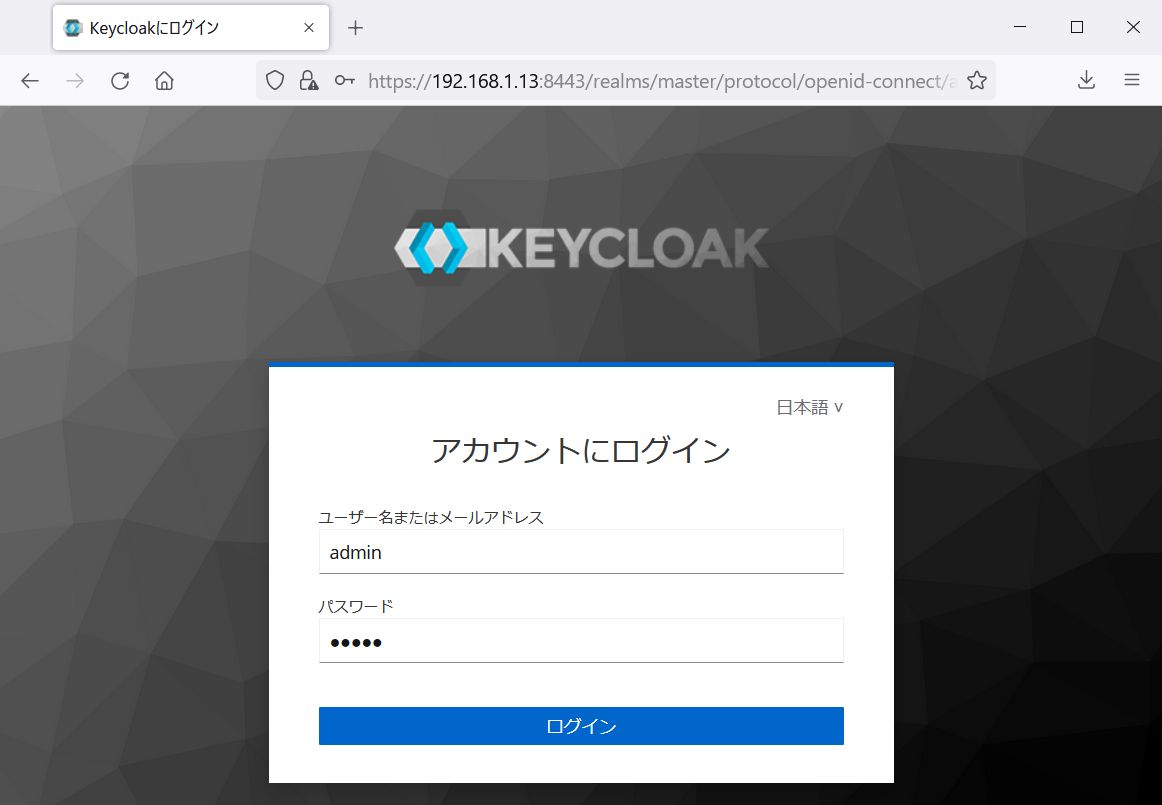 Keycloakにログイン
https://192.168.1.13:8443/realms/master/protocol/openid-connect/a
KEYCLOAK
日本語 ∨
アカウントにログイン
ユーザー名またはメールアドレス
admin
パスワード
●●●●●
ログイン